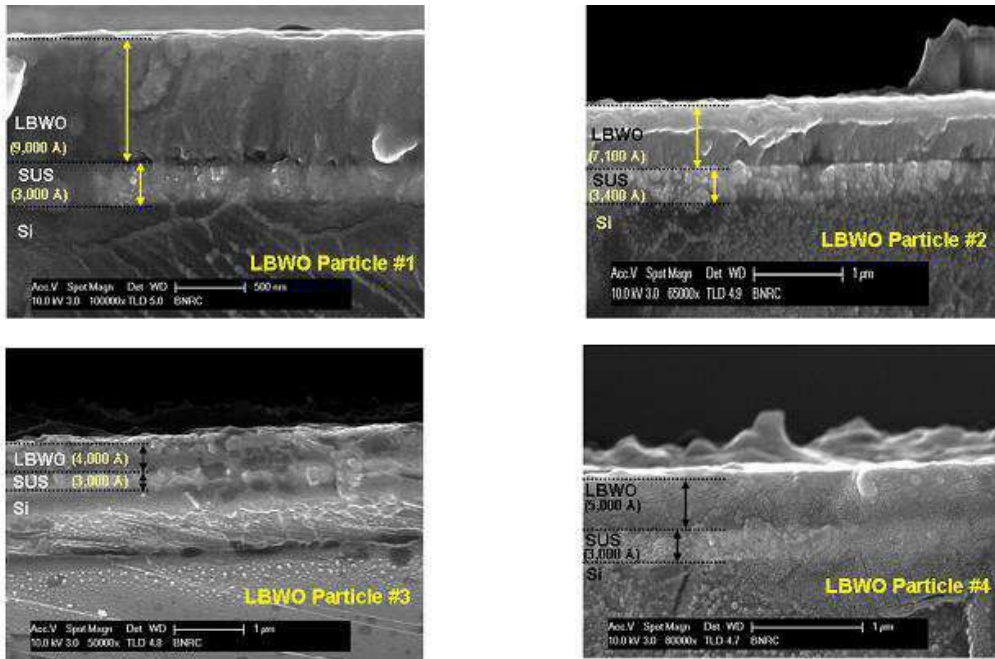 LBWO
(9,000 Å)
SUS
(3,000 Å)
Si
LBWO Particle #1
Acc.V Spot Magn Det WD 500 nm
10.0 kV 3.0 100000x TLD 5.0 BNRC
LBWO
(7,100 Å)
SUS
(3,400 Å)
Si
LBWO Particle #2
Acc.V Spot Magn Det WD 1 µm
10.0 kV 3.0 65000x TLD 4.9 BNRC
LBWO (4,000 Å)
SUS (3,000 Å)
Si
LBWO Particle #3
Acc.V Spot Magn Det WD 1 µm
10.0 kV 3.0 50000x TLD 4.8 BNRC
LBWO
(5,000 Å)
SUS
(3,000 Å)
Si
LBWO Particle #4
Acc.V Spot Magn Det WD 1 µm
10.0 kV 3.0 80000x TLD 4.7 BNRC